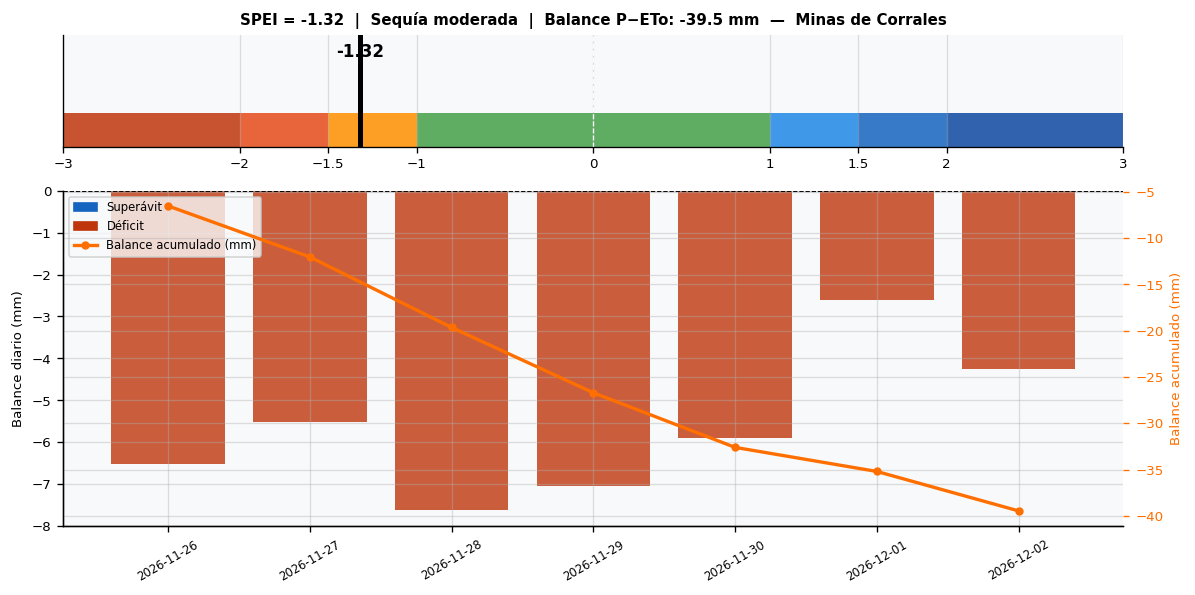 SPEI = -1.32  |  Sequía moderada  |  Balance P−ETo: -39.5 mm  —  Minas de Corrales
-1.32
−3 −2 −1.5 −1 0 1 1.5 2 3
Superávit
Déficit
Balance acumulado (mm)
Balance diario (mm)
0
−1
−2
−3
−4
−5
−6
−7
−8
−5
−10
−15
−20
−25
−30
−35
−40
Balance acumulado (mm)
2026-11-26 2026-11-27 2026-11-28 2026-11-29 2026-11-30 2026-12-01 2026-12-02